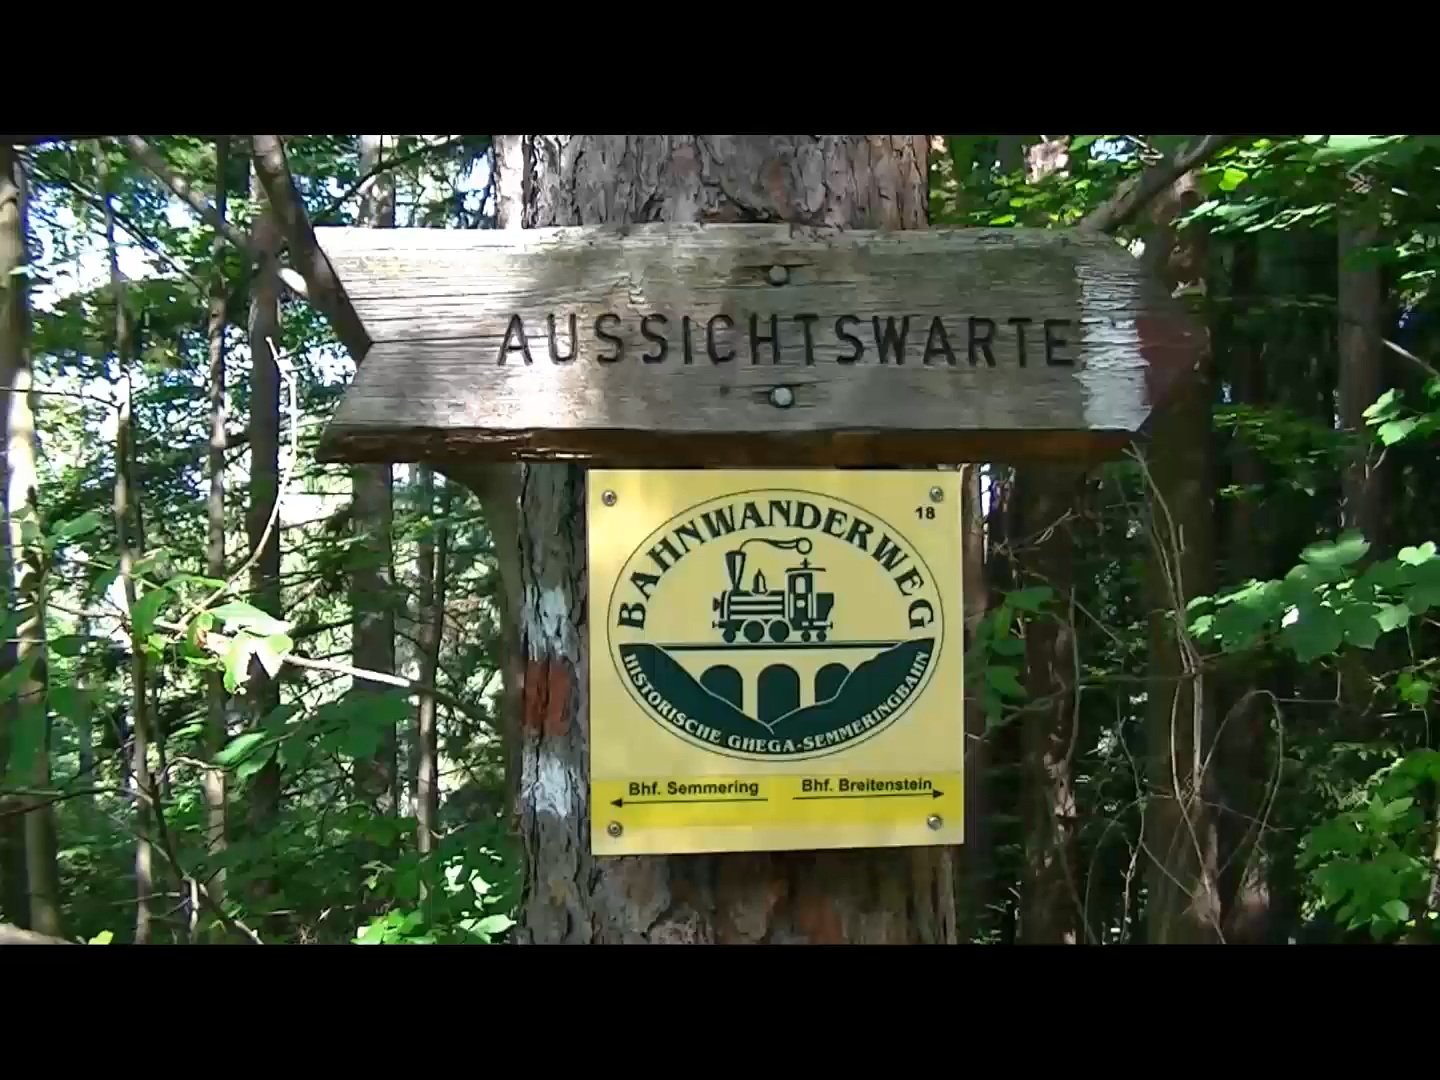 AUSSICHTSWARTE
18
BAHNWANDERWEG
HISTORISCHE GHEGA-SEMMERINGBAHN
Bhf. Semmering
Bhf. Breitenstein